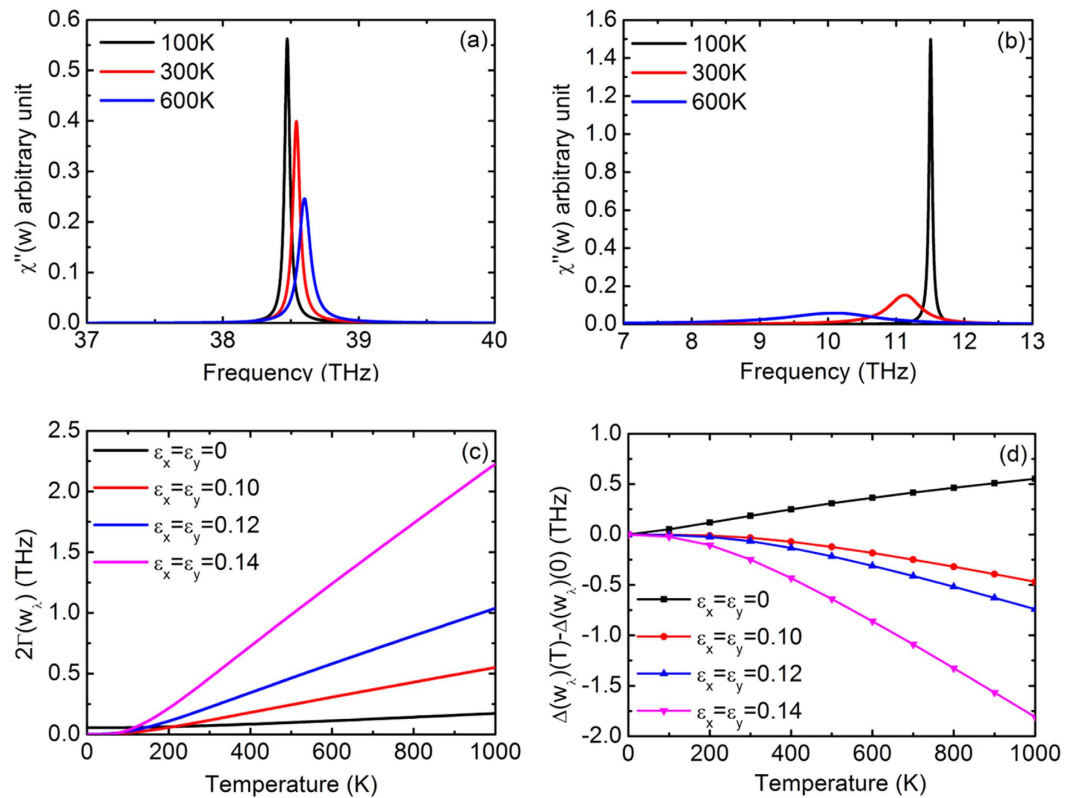 (a)
100K
300K
600K
χ''(w) arbitrary unit
0.6
0.5
0.4
0.3
0.2
0.1
0.0
37 38 39 40
Frequency (THz)
(b)
100K
300K
600K
χ''(w) arbitrary unit
1.6
1.4
1.2
1.0
0.8
0.6
0.4
0.2
0.0
7 8 9 10 11 12 13
Frequency (THz)
(c)
εx=εy=0
εx=εy=0.10
εx=εy=0.12
εx=εy=0.14
2Γ(wλ) (THz)
2.5
2.0
1.5
1.0
0.5
0.0
0 200 400 600 800 1000
Temperature (K)
(d)
εx=εy=0
εx=εy=0.10
εx=εy=0.12
εx=εy=0.14
Δ(wλ)(T)-Δ(wλ)(0) (THz)
1.0
0.5
0.0
-0.5
-1.0
-1.5
-2.0
0 200 400 600 800 1000
Temperature (K)